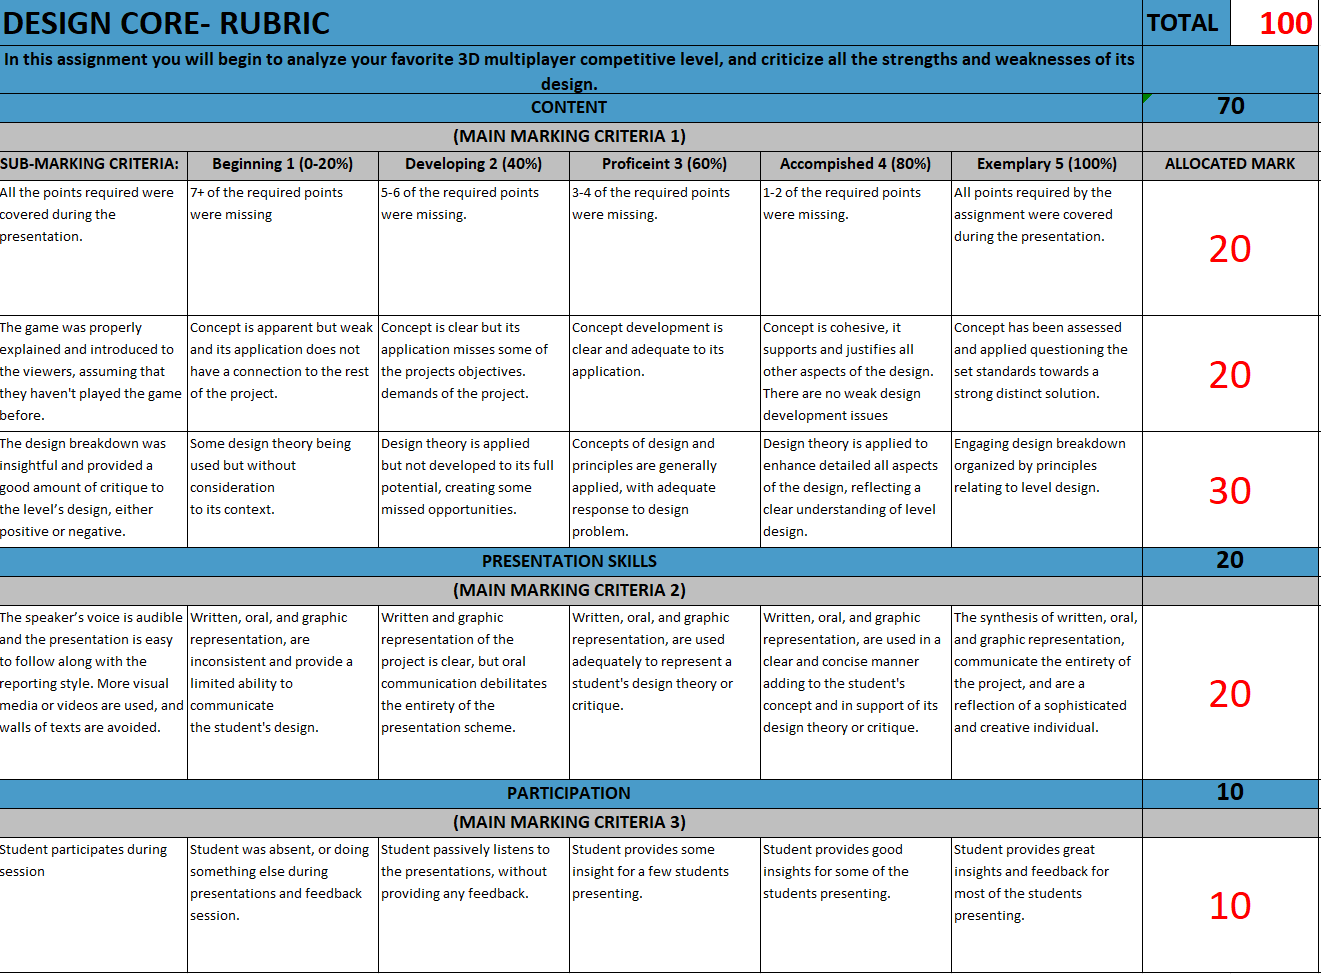 DESIGN CORE- RUBRIC
TOTAL
100
In this assignment you will begin to analyze your favorite 3D multiplayer competitive level, and criticize all the strengths and weaknesses of its
design.
CONTENT
70
(MAIN MARKING CRITERIA 1)
SUB-MARKING CRITERIA:
Beginning 1 (0-20%)
Developing 2 (40%)
Proficeint 3 (60%)
Accompished 4 (80%)
Exemplary 5 (100%)
ALLOCATED MARK
All the points required were
covered during the
presentation.
7+ of the required points
were missing
5-6 of the required points
were missing.
3-4 of the required points
were missing.
1-2 of the required points
were missing.
All points required by the
assignment were covered
during the presentation.
20
The game was properly
explained and introduced to
the viewers, assuming that
they haven't played the game
before.
Concept is apparent but weak
and its application does not
have a connection to the rest
of the project.
Concept is clear but its
application misses some of
the projects objectives.
demands of the project.
Concept development is
clear and adequate to its
application.
Concept is cohesive, it
supports and justifies all
other aspects of the design.
There are no weak design
development issues
Concept has been assessed
and applied questioning the
set standards towards a
strong distinct solution.
20
The design breakdown was
insightful and provided a
good amount of critique to
the level’s design, either
positive or negative.
Some design theory being
used but without
consideration
to its context.
Design theory is applied
but not developed to its full
potential, creating some
missed opportunities.
Concepts of design and
principles are generally
applied, with adequate
response to design
problem.
Design theory is applied to
enhance detailed all aspects
of the design, reflecting a
clear understanding of level
design.
Engaging design breakdown
organized by principles
relating to level design.
30
PRESENTATION SKILLS
20
(MAIN MARKING CRITERIA 2)
The speaker’s voice is audible
and the presentation is easy
to follow along with the
reporting style. More visual
media or videos are used, and
walls of texts are avoided.
Written, oral, and graphic
representation, are
inconsistent and provide a
limited ability to
communicate
the student's design.
Written and graphic
representation of the
project is clear, but oral
communication debilitates
the entirety of the
presentation scheme.
Written, oral, and graphic
representation, are used
adequately to represent a
student's design theory or
critique.
Written, oral, and graphic
representation, are used in a
clear and concise manner
adding to the student's
concept and in support of its
design theory or critique.
The synthesis of written, oral,
and graphic representation,
communicate the entirety of
the project, and are a
reflection of a sophisticated
and creative individual.
20
PARTICIPATION
10
(MAIN MARKING CRITERIA 3)
Student participates during
session
Student was absent, or doing
something else during
presentations and feedback
session.
Student passively listens to
the presentations, without
providing any feedback.
Student provides some
insight for a few students
presenting.
Student provides good
insights for some of the
students presenting.
Student provides great
insights and feedback for
most of the students
presenting.
10